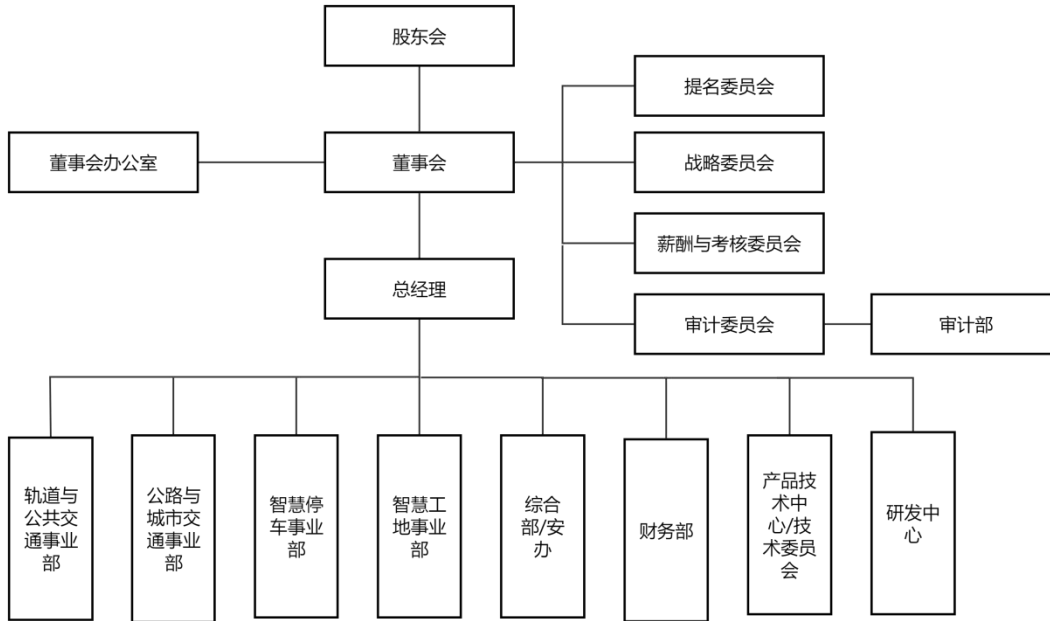 股东会
提名委员会
董事会办公室
董事会
战略委员会
薪酬与考核委员会
总经理
审计委员会
审计部
轨道与
公共交
通事业
部
公路与
城市交
通事业
部
智慧停
车事业
部
智慧工
地事业
部
综合
部/安
办
财务部
产品技
术中
心/技
术委员
会
研发中
心